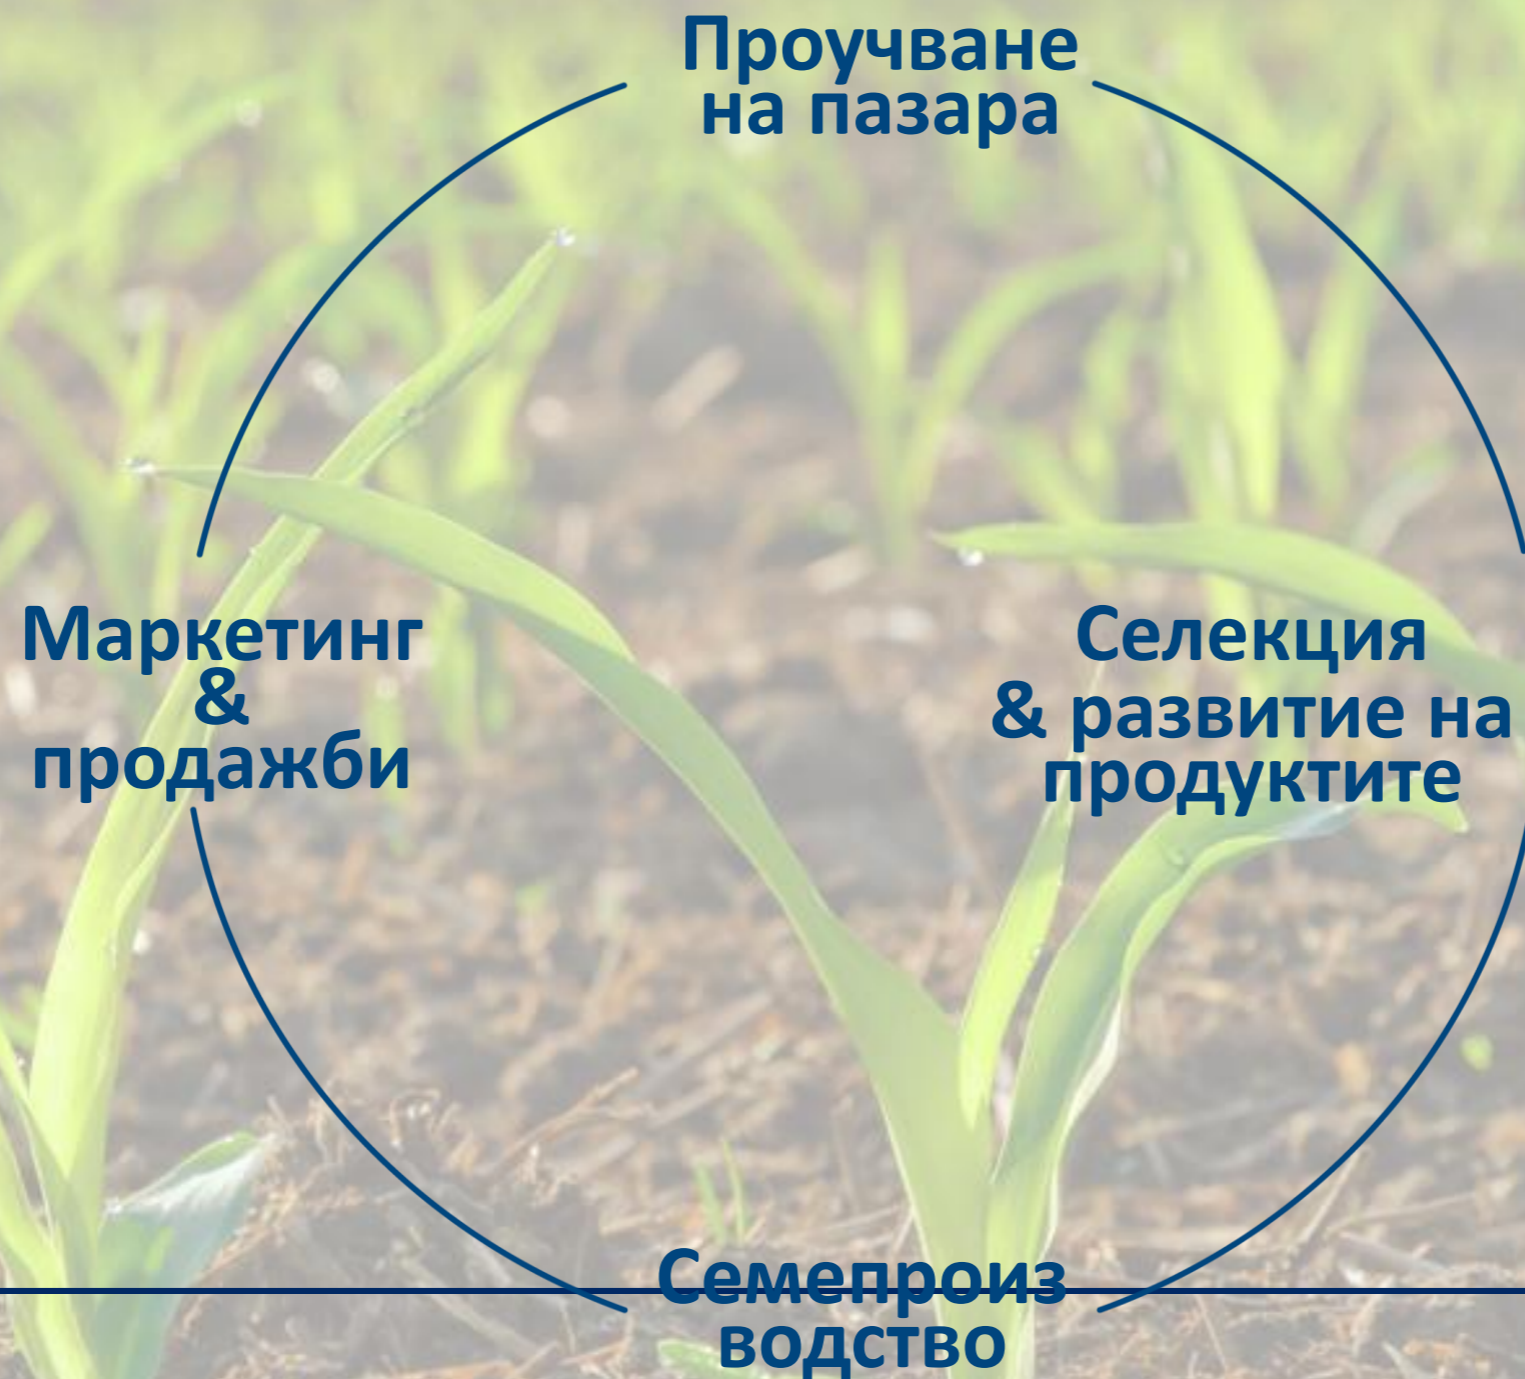 Проучване
на пазара
Маркетинг
&
продажби
Селекция
& развитие на
продуктите
Семепроиз
водство